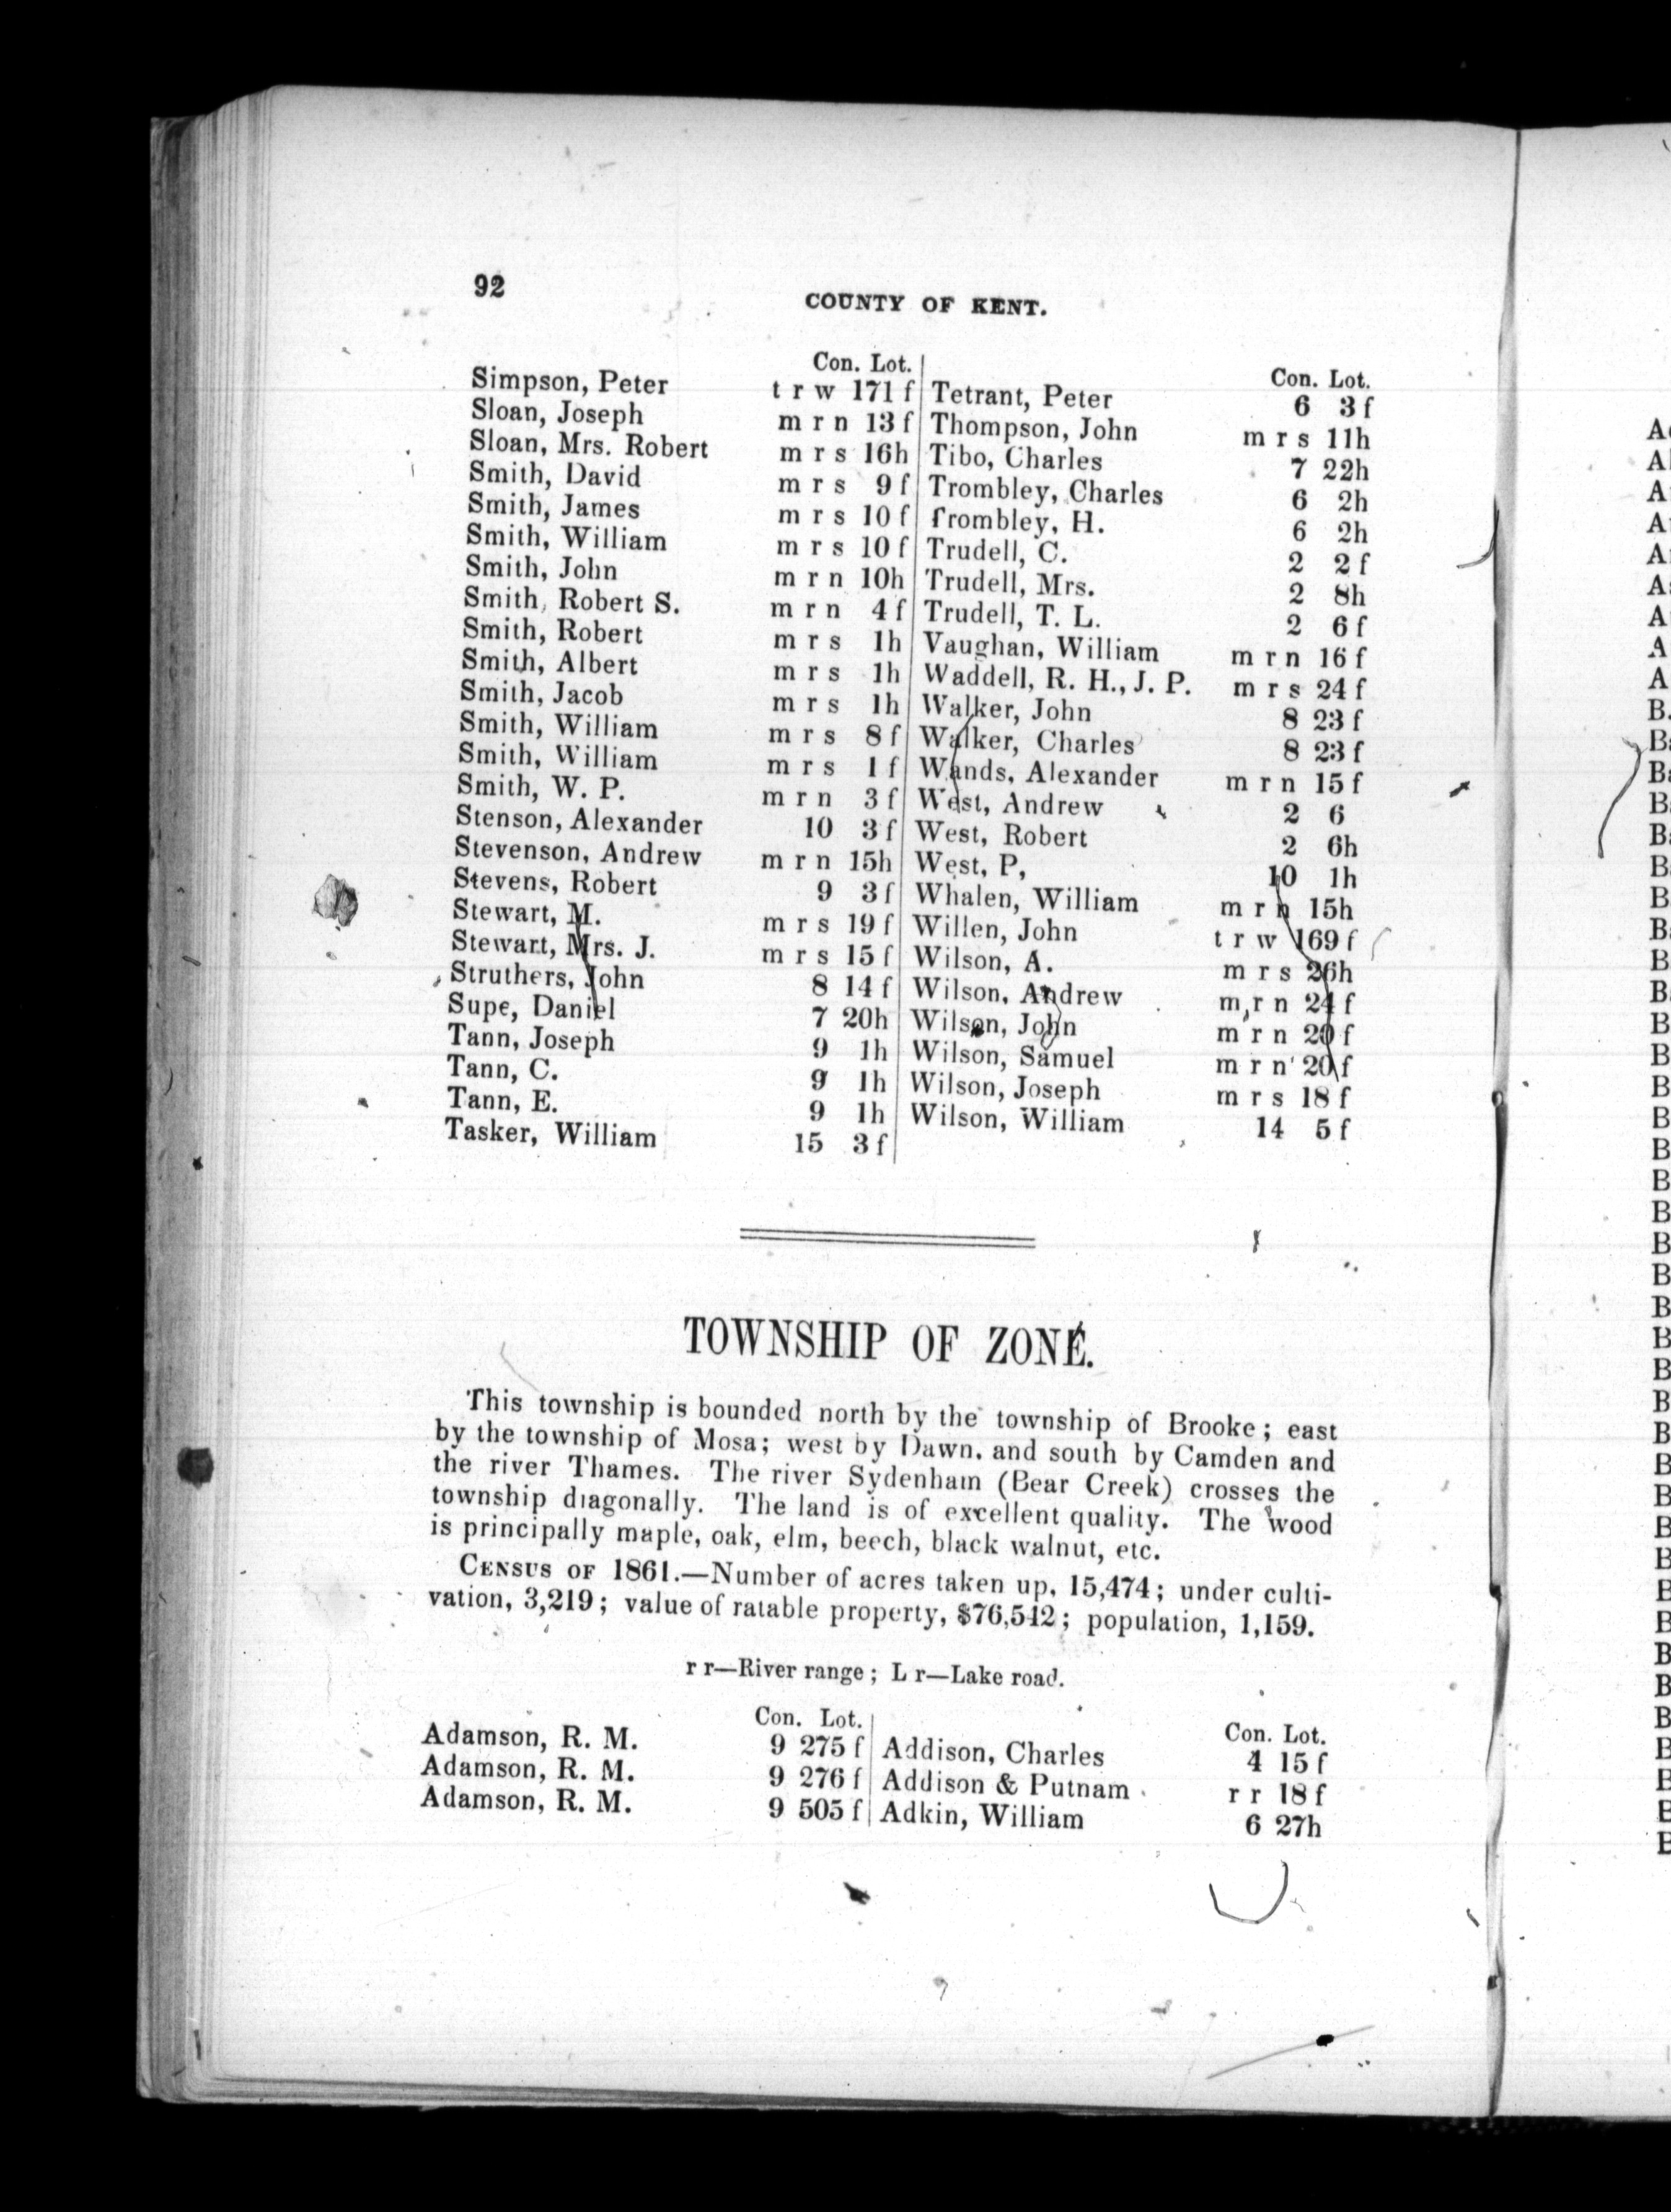 92
COUNTY OF KENT.
Con. Lot.
Simpson, Peter t r w 171 f
Sloan, Joseph m r n 13 f
Sloan, Mrs. Robert m r s 16h
Smith, David m r s 9 f
Smith, James m r s 10 f
Smith, William m r s 10 f
Smith, John m r n 10h
Smith, Robert S. m r n 4 f
Smith, Robert m r s 1h
Smith, Albert m r s 1h
Smith, Jacob m r s 1h
Smith, William m r s 8 f
Smith, William m r s 1 f
Smith, W. P. m r n 3 f
Stenson, Alexander 10 3 f
Stevenson, Andrew m r n 15h
Stevens, Robert 9 3 f
Stewart, M. m r s 19 f
Stewart, Mrs. J. m r s 15 f
Struthers, John 8 14 f
Supe, Daniel 7 20h
Tann, Joseph 9 1h
Tann, C. 9 1h
Tann, E. 9 1h
Tasker, William 15 3 f
Con. Lot.
Tetrant, Peter 6 3 f
Thompson, John m r s 11h
Tibo, Charles 7 22h
Trombley, Charles 6 2h
Trombley, H. 6 2h
Trudell, C. 2 2 f
Trudell, Mrs. 2 8h
Trudell, T. L. 2 6 f
Vaughan, William m r n 16 f
Waddell, R. H., J. P. m r s 24 f
Walker, John 8 23 f
Walker, Charles 8 23 f
Wands, Alexander m r n 15 f
West, Andrew 2 6
West, Robert 2 6h
West, P, 10 1h
Whalen, William m r n 15h
Willen, John t r w 169 f
Wilson, A. m r s 26h
Wilson, Andrew m r n 24 f
Wilson, John m r n 20 f
Wilson, Samuel m r n 20 f
Wilson, Joseph m r s 18 f
Wilson, William 14 5 f
TOWNSHIP OF ZONE.
This township is bounded north by the township of Brooke; east
by the township of Mosa; west by Dawn. and south by Camden and
the river Thames. The river Sydenham (Bear Creek) crosses the
township diagonally. The land is of excellent quality. The wood
is principally maple, oak, elm, beech, black walnut, etc.
CENSUS OF 1861.—Number of acres taken up, 15,474; under culti-
vation, 3,219; value of ratable property, $76,542; population, 1,159.
r r—River range; L r—Lake road.
Con. Lot.
Adamson, R. M. 9 275 f
Adamson, R. M. 9 276 f
Adamson, R. M. 9 505 f
Con. Lot.
Addison, Charles 4 15 f
Addison & Putnam r r 18 f
Adkin, William 6 27h